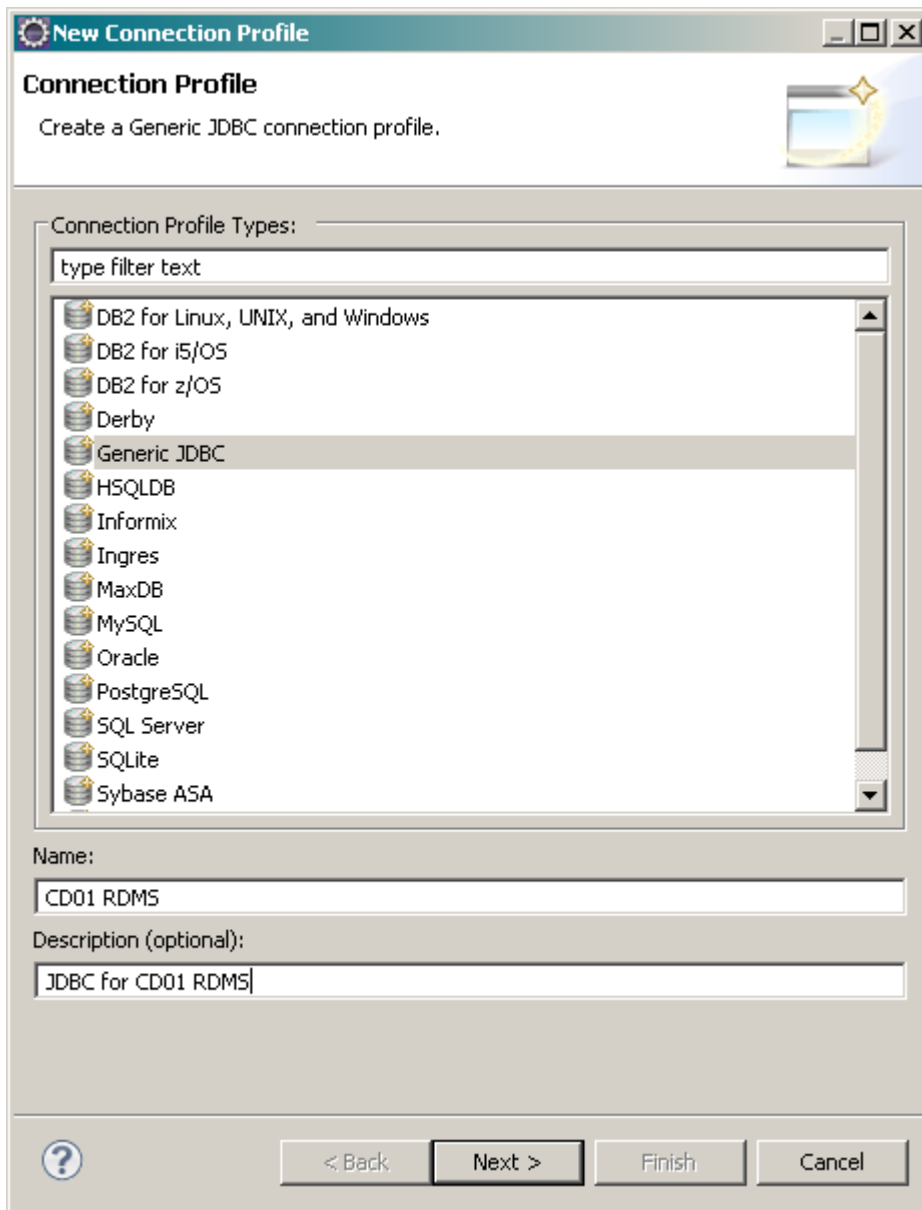 New Connection Profile
Connection Profile
Create a Generic JDBC connection profile.
Connection Profile Types:
type filter text
DB2 for Linux, UNIX, and Windows
DB2 for i5/OS
DB2 for z/OS
Derby
Generic JDBC
HSQLDB
Informix
Ingres
MaxDB
MySQL
Oracle
PostgreSQL
SQL Server
SQLite
Sybase ASA
Name:
CD01 RDMS
Description (optional):
JDBC for CD01 RDMS
? < Back Next > Finish Cancel